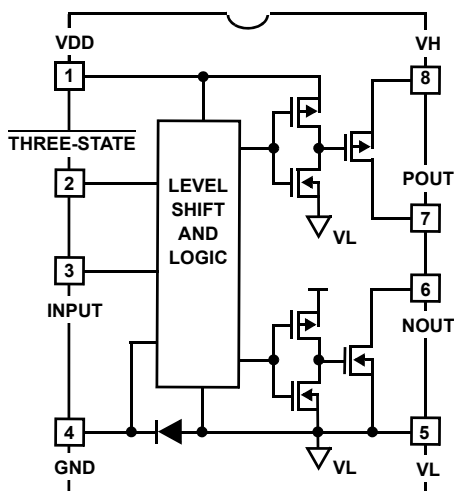 VDD
VH
1
8
THREE-STATE
2
LEVEL
SHIFT
AND
LOGIC
VL
POUT
7
3
INPUT
6
NOUT
4
GND
5
VL
VL